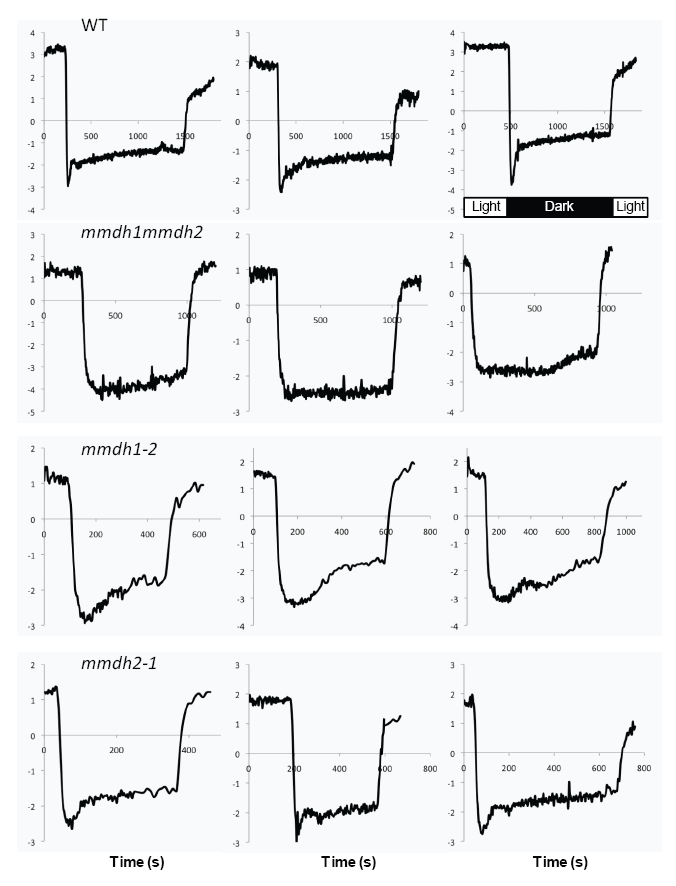 WT
4 3 4
3 2 3
2 1 2
1 0 1
0 500 1000 1500 0 500 1000 1500 0 500 1000 1500
-1 -1 -1
-2 -2 -2
-3 -3 -3
-4 -4
-5
Light Dark Light
mmdh1mmdh2
3 2 2
2 1 1
1 0 0
0 500 1000 0 500 1000 0 500 1000
-1 -1 -1
-2 -2 -2
-3 -3 -3
-4 -4
-5
mmdh1-2
2 2 2
1 1 1
0 0 0
0 200 400 600 0 200 400 600 800 0 200 400 600 800 1000
-1 -1 -1
-2 -2 -2
-3 -3 -3
-4 -4
mmdh2-1
2 3 3
1 2 2
0 1 1
0 200 400 0 200 400 600 800 0 200 400 600 800
-1 0 0
-2 -1 -1
-3 -2 -2
-3 -3
Time (s) Time (s) Time (s)